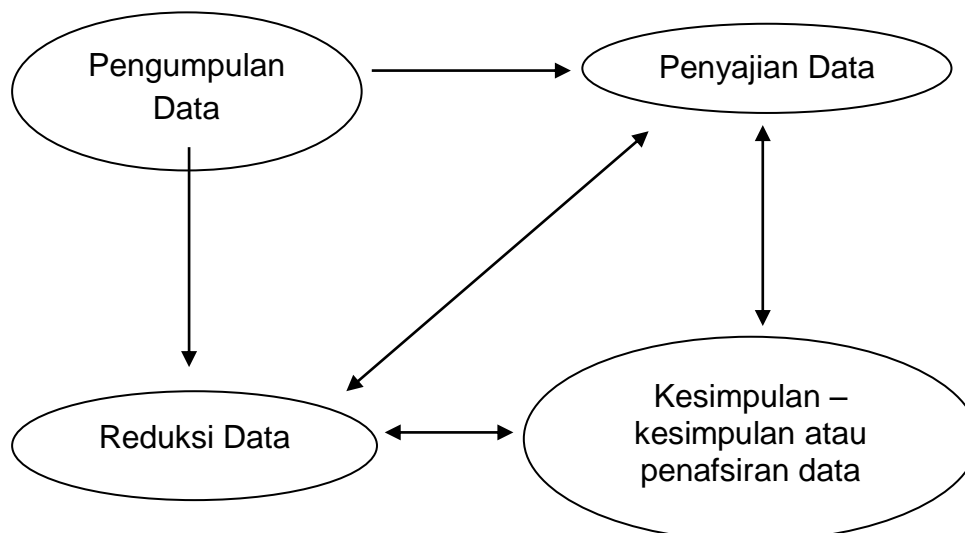 Pengumpulan
Data
Penyajian Data
Reduksi Data
Kesimpulan –
kesimpulan atau
penafsiran data